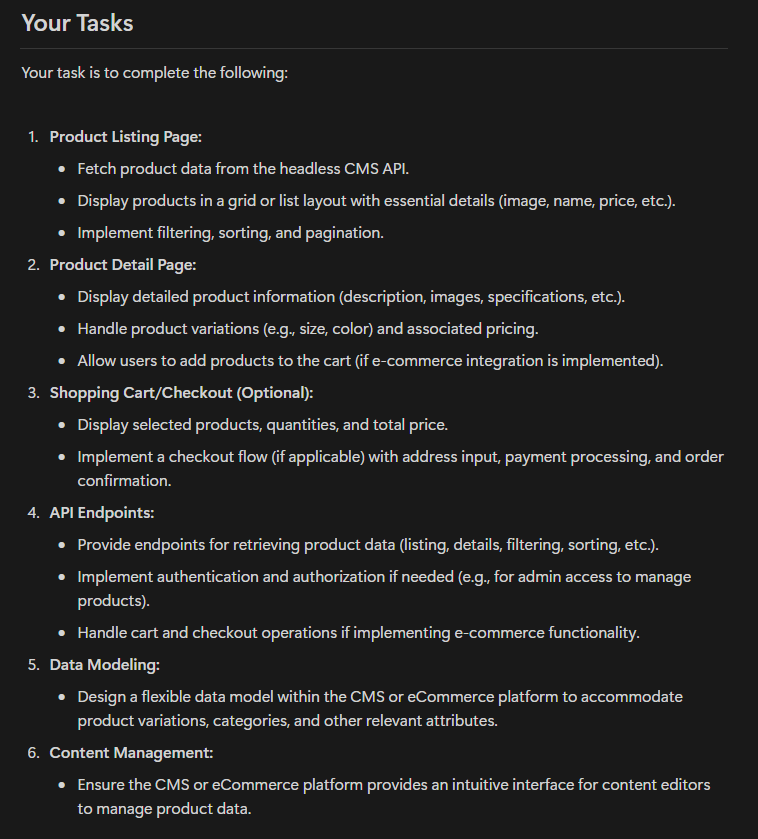 Your Tasks
Your task is to complete the following:
1. Product Listing Page:
• Fetch product data from the headless CMS API.
• Display products in a grid or list layout with essential details (image, name, price, etc.).
• Implement filtering, sorting, and pagination.
2. Product Detail Page:
• Display detailed product information (description, images, specifications, etc.).
• Handle product variations (e.g., size, color) and associated pricing.
• Allow users to add products to the cart (if e-commerce integration is implemented).
3. Shopping Cart/Checkout (Optional):
• Display selected products, quantities, and total price.
• Implement a checkout flow (if applicable) with address input, payment processing, and order
confirmation.
4. API Endpoints:
• Provide endpoints for retrieving product data (listing, details, filtering, sorting, etc.).
• Implement authentication and authorization if needed (e.g., for admin access to manage
products).
• Handle cart and checkout operations if implementing e-commerce functionality.
5. Data Modeling:
• Design a flexible data model within the CMS or eCommerce platform to accommodate
product variations, categories, and other relevant attributes.
6. Content Management:
• Ensure the CMS or eCommerce platform provides an intuitive interface for content editors
to manage product data.